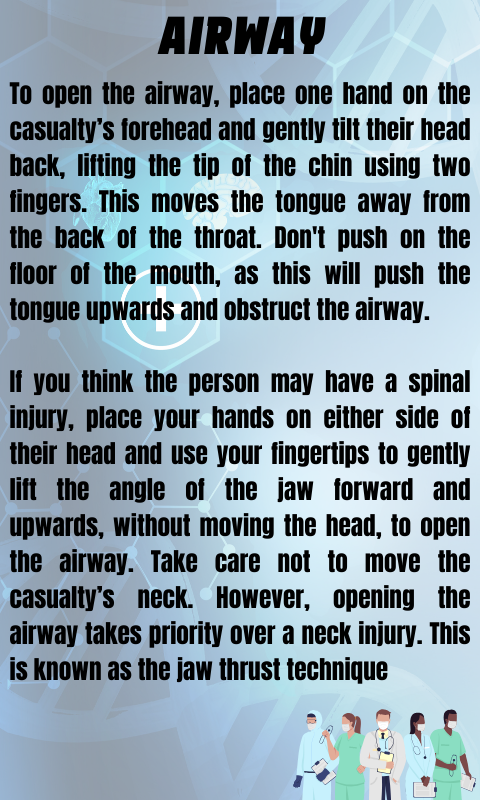 AIRWAY
To open the airway, place one hand on the
casualty’s forehead and gently tilt their head
back, lifting the tip of the chin using two
fingers. This moves the tongue away from
the back of the throat. Don't push on the
floor of the mouth, as this will push the
tongue upwards and obstruct the airway.
If you think the person may have a spinal
injury, place your hands on either side of
their head and use your fingertips to gently
lift the angle of the jaw forward and
upwards, without moving the head, to open
the airway. Take care not to move the
casualty’s neck. However, opening the
airway takes priority over a neck injury. This
is known as the jaw thrust technique